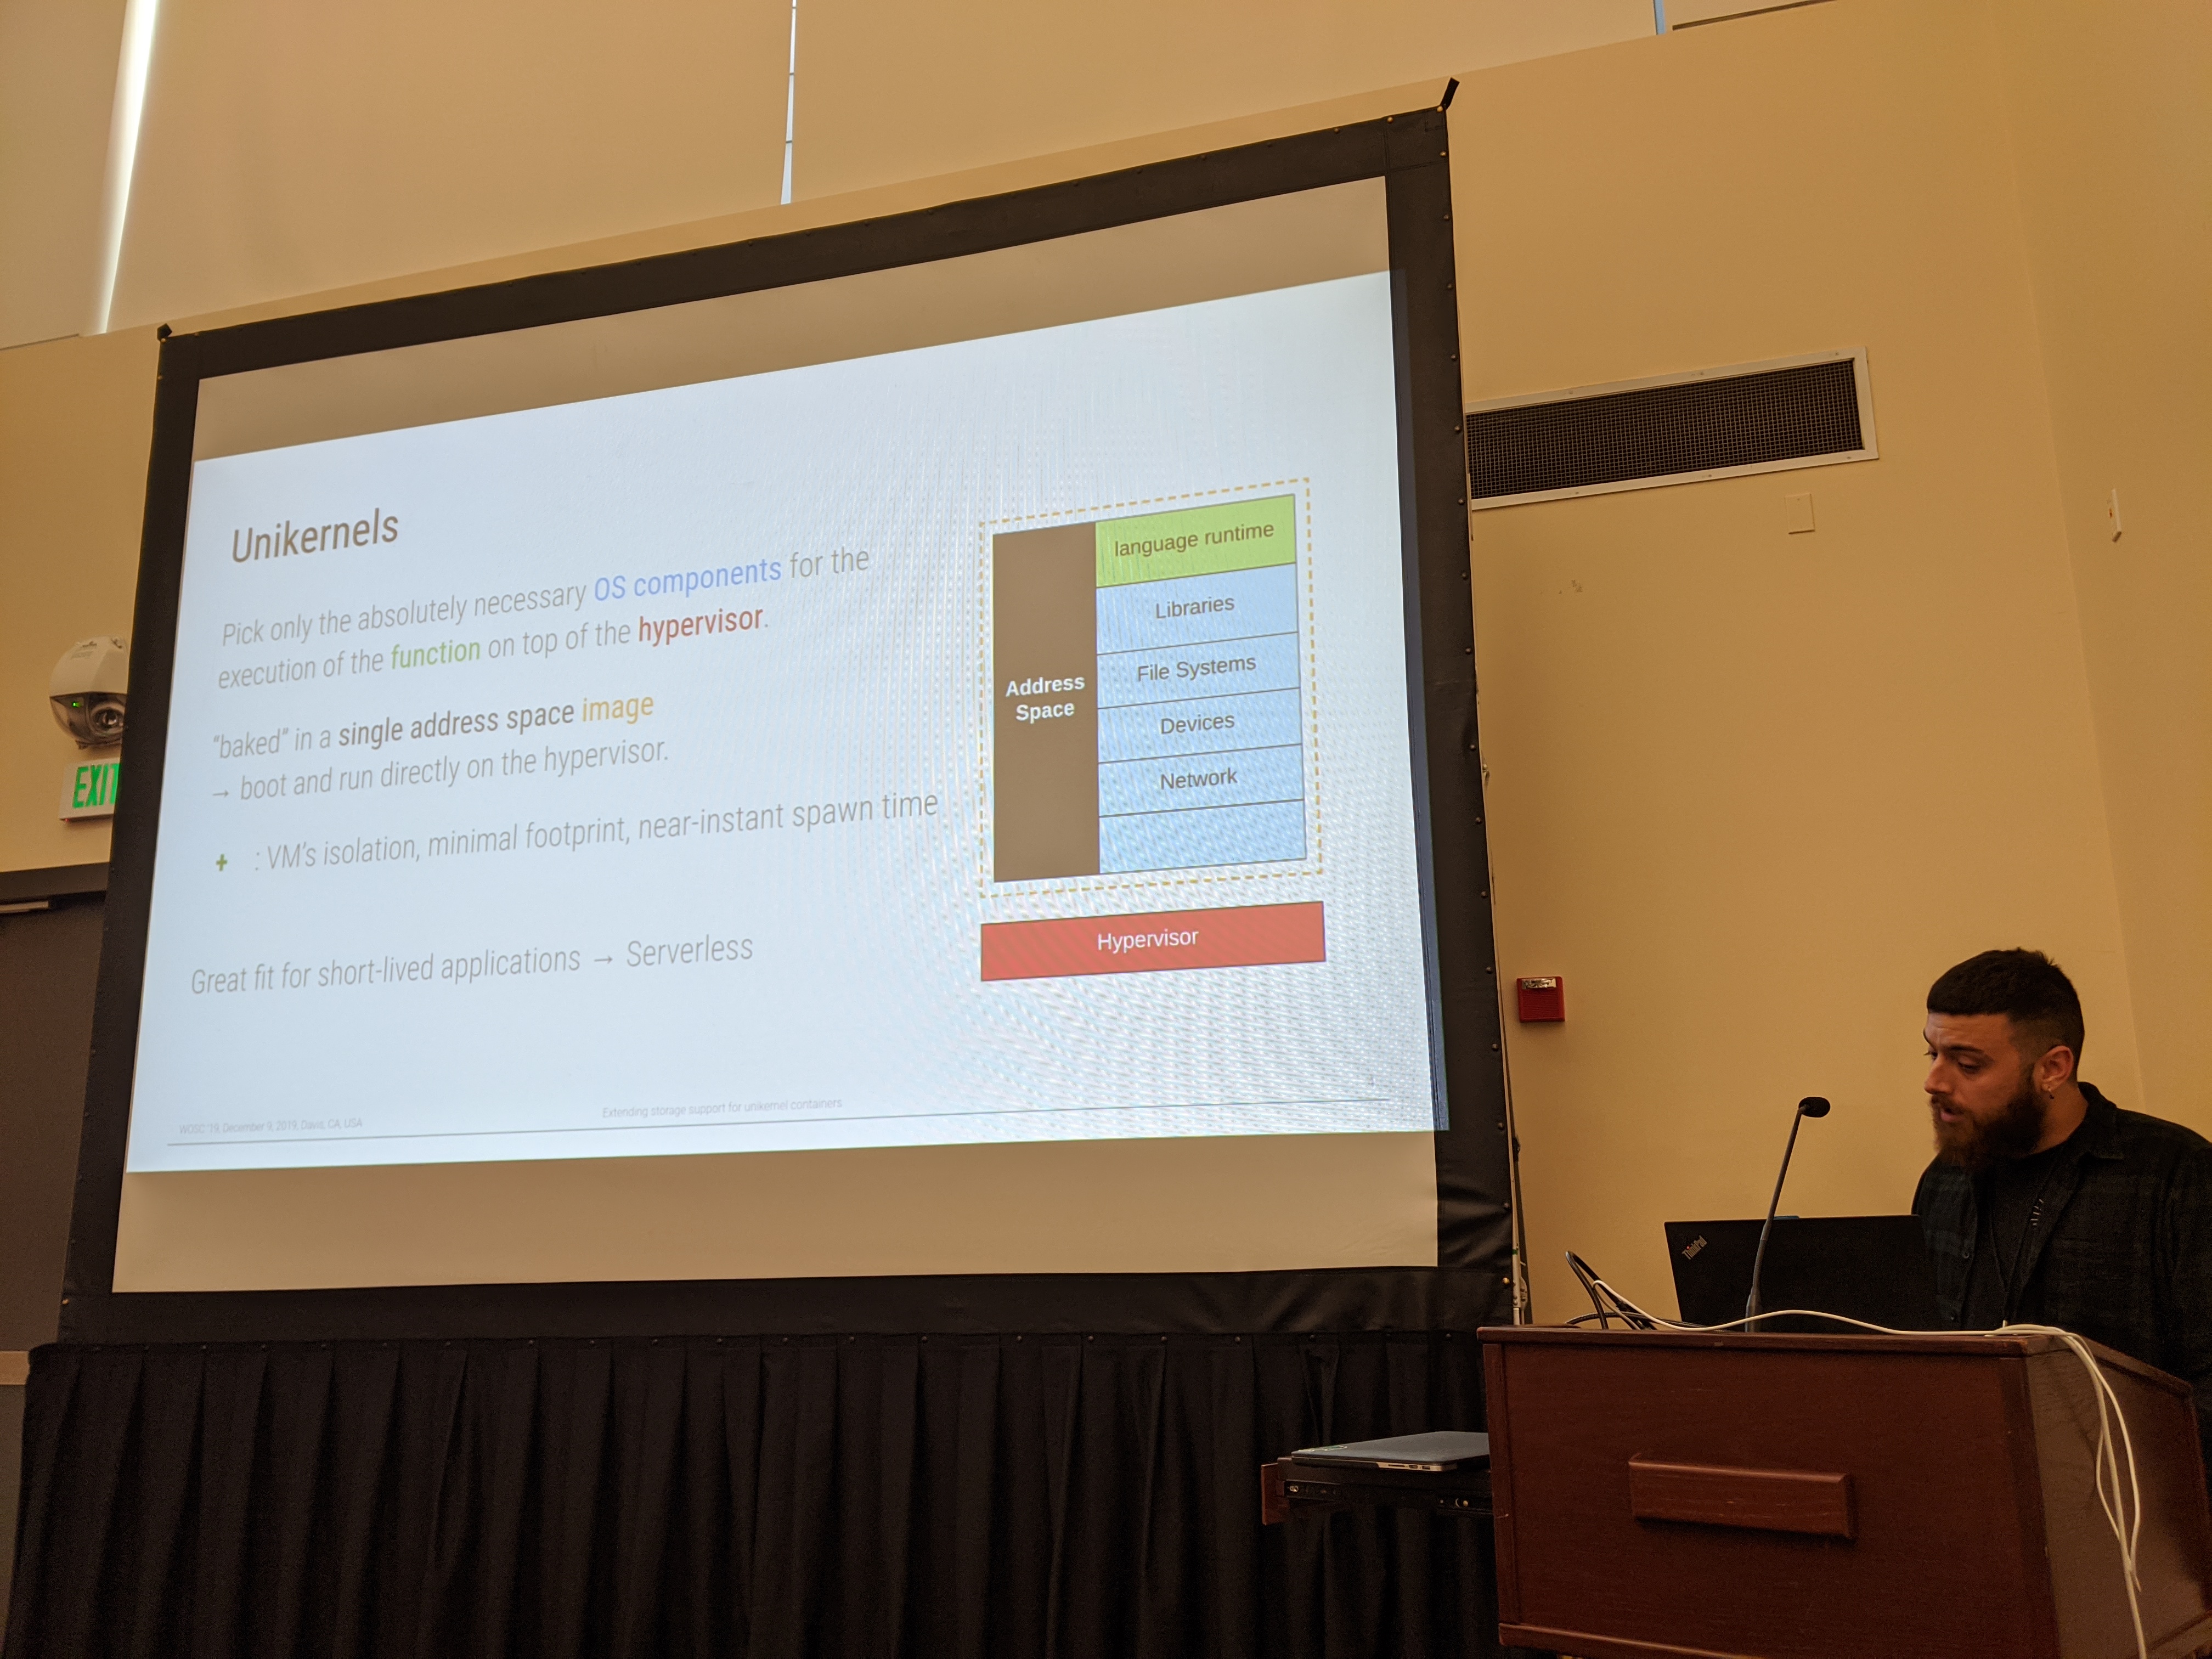 Unikernels
Pick only the absolutely necessary OS components for the
execution of the function on top of the hypervisor.
"baked" in a single address space image
→ boot and run directly on the hypervisor.
+ : VM's isolation, minimal footprint, near-instant spawn time
Great fit for short-lived applications → Serverless
language runtime
Libraries
File Systems
Devices
Network
Address
Space
Hypervisor
4
Extending storage support for unikernel containers
WOSC '19, December 9, 2019, Davis, CA, USA
EXIT
ThinkPad